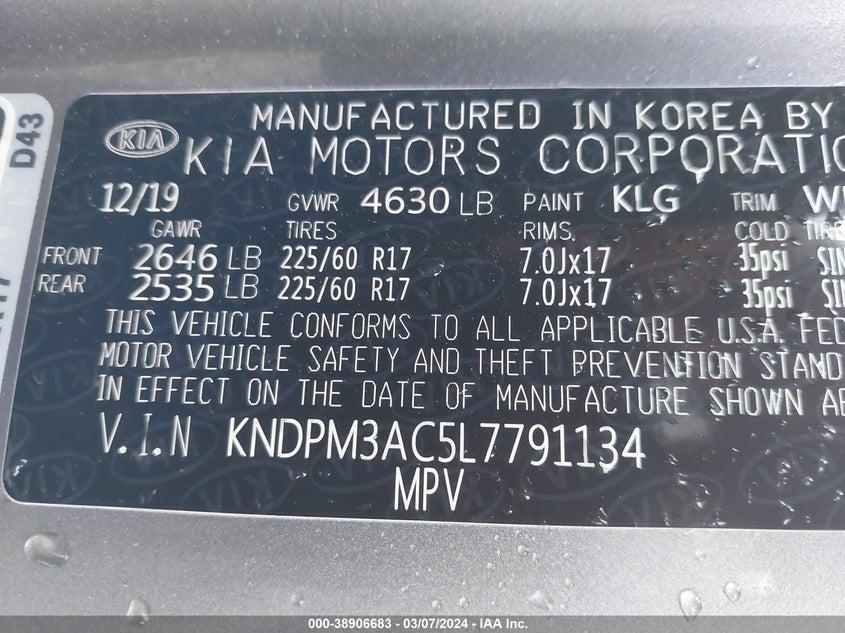 D43
MANUFACTURED IN KOREA BY
KIA KIA MOTORS CORPORATIO
12/19 GVWR 4630 LB PAINT KLG TRIM
GAWR TIRES RIMS COLD TIRE
FRONT 2646 LB 225/60 R17 7.0Jx17 35psi SIN
REAR 2535 LB 225/60 R17 7.0Jx17 35psi SIN
THIS VEHICLE CONFORMS TO ALL APPLICABLE U.S.A. FED
MOTOR VEHICLE SAFETY AND THEFT PREVENTION STAND
IN EFFECT ON THE DATE OF MANUFACTURE SHOWN AB
V.I.N KNDPM3AC5L7791134
MPV
000-38906683 - 03/07/2024 - IAA Inc.